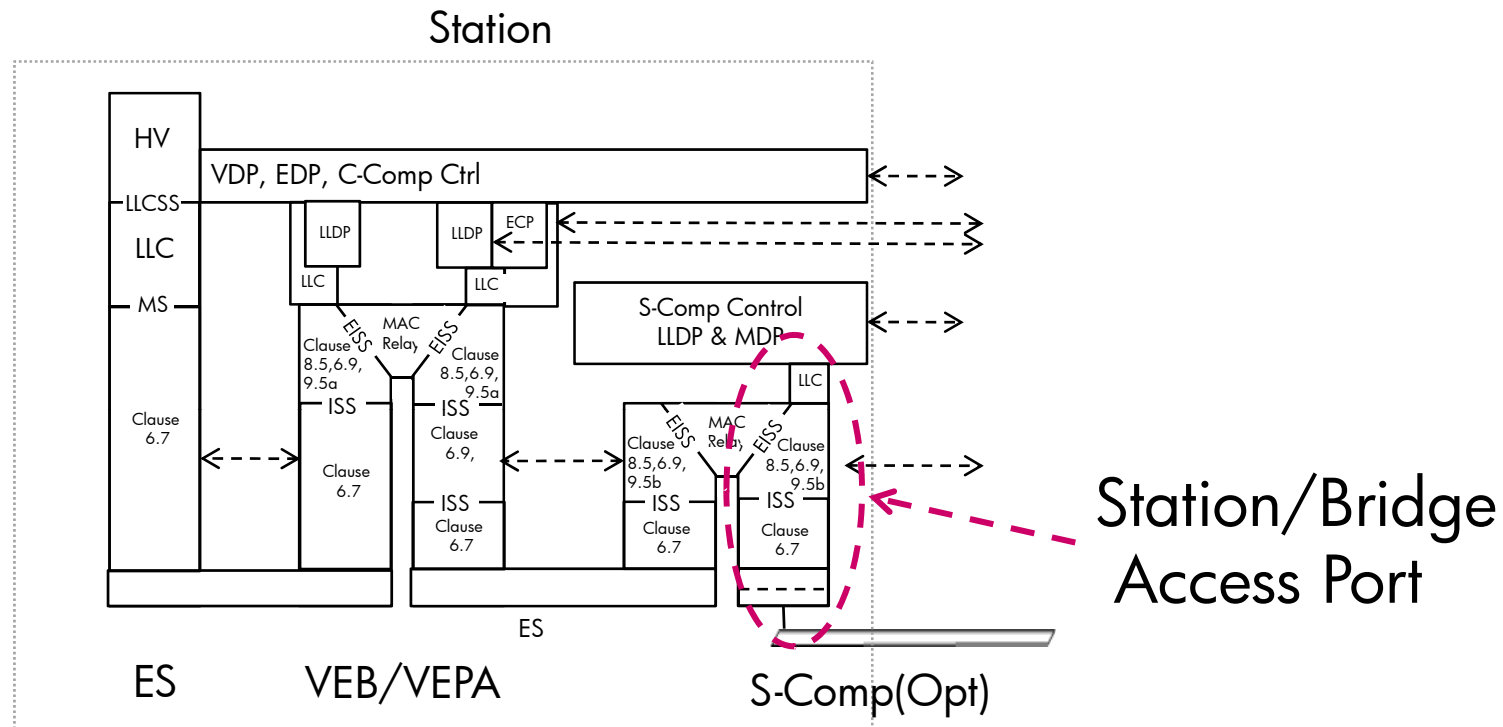 Station
HV
VDP, EDP, C-Comp Ctrl
LLCSS
LLDP
LLDP
ECP
LLC
LLC
LLC
MS
S-Comp Control
LLDP & MDP
LLC
EISS
MAC
Relay
EISS
Clause
8.5,6.9,
9.5a
Clause
8.5,6.9,
9.5a
ISS
ISS
Clause
6.7
Clause
6.9,
Clause
6.7
EISS
MAC
Relay
EISS
Clause
8.5,6.9,
9.5b
Clause
8.5,6.9,
9.5b
ISS
ISS
ISS
Clause
6.7
Clause
6.7
Clause
6.7
Station/Bridge
Access Port
ES
ES
VEB/VEPA
S-Comp(Opt)